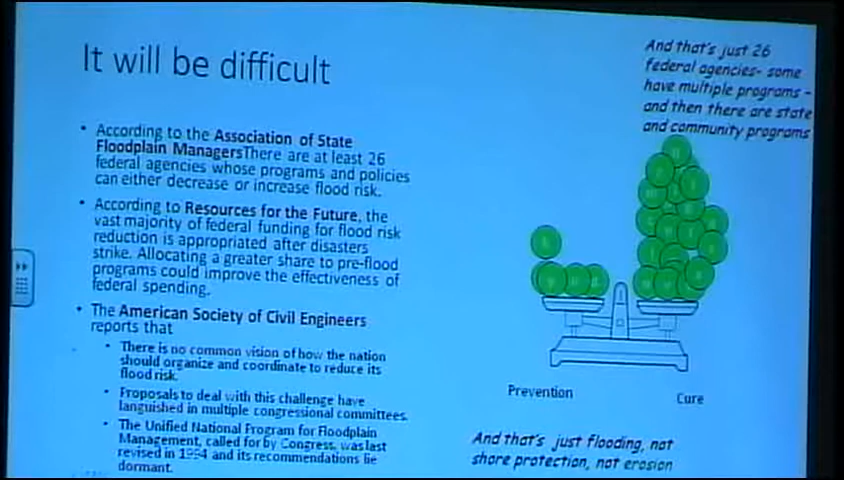 It will be difficult
• According to the Association of State
Floodplain ManagersThere are at least 26
federal agencies whose programs and policies
can either decrease or increase flood risk.
• According to Resources for the Future, the
vast majority of federal funding for flood risk
reduction is appropriated after disasters
strike. Allocating a greater share to pre-flood
programs could improve the effectiveness of
federal spending.
• The American Society of Civil Engineers
reports that
• There is no common vision of how the nation
should organize and coordinate to reduce its
flood risk.
• Proposals to deal with this challenge have
languished in multiple congressional committees.
• The Unified National Program for Floodplain
Management, called for by Congress, was last
revised in 1994 and its recommendations lie
dormant.
And that's just 26
federal agencies- some
have multiple programs -
and then there are state
and community programs
Prevention
Cure
And that's just flooding, not
shore protection, not erosion